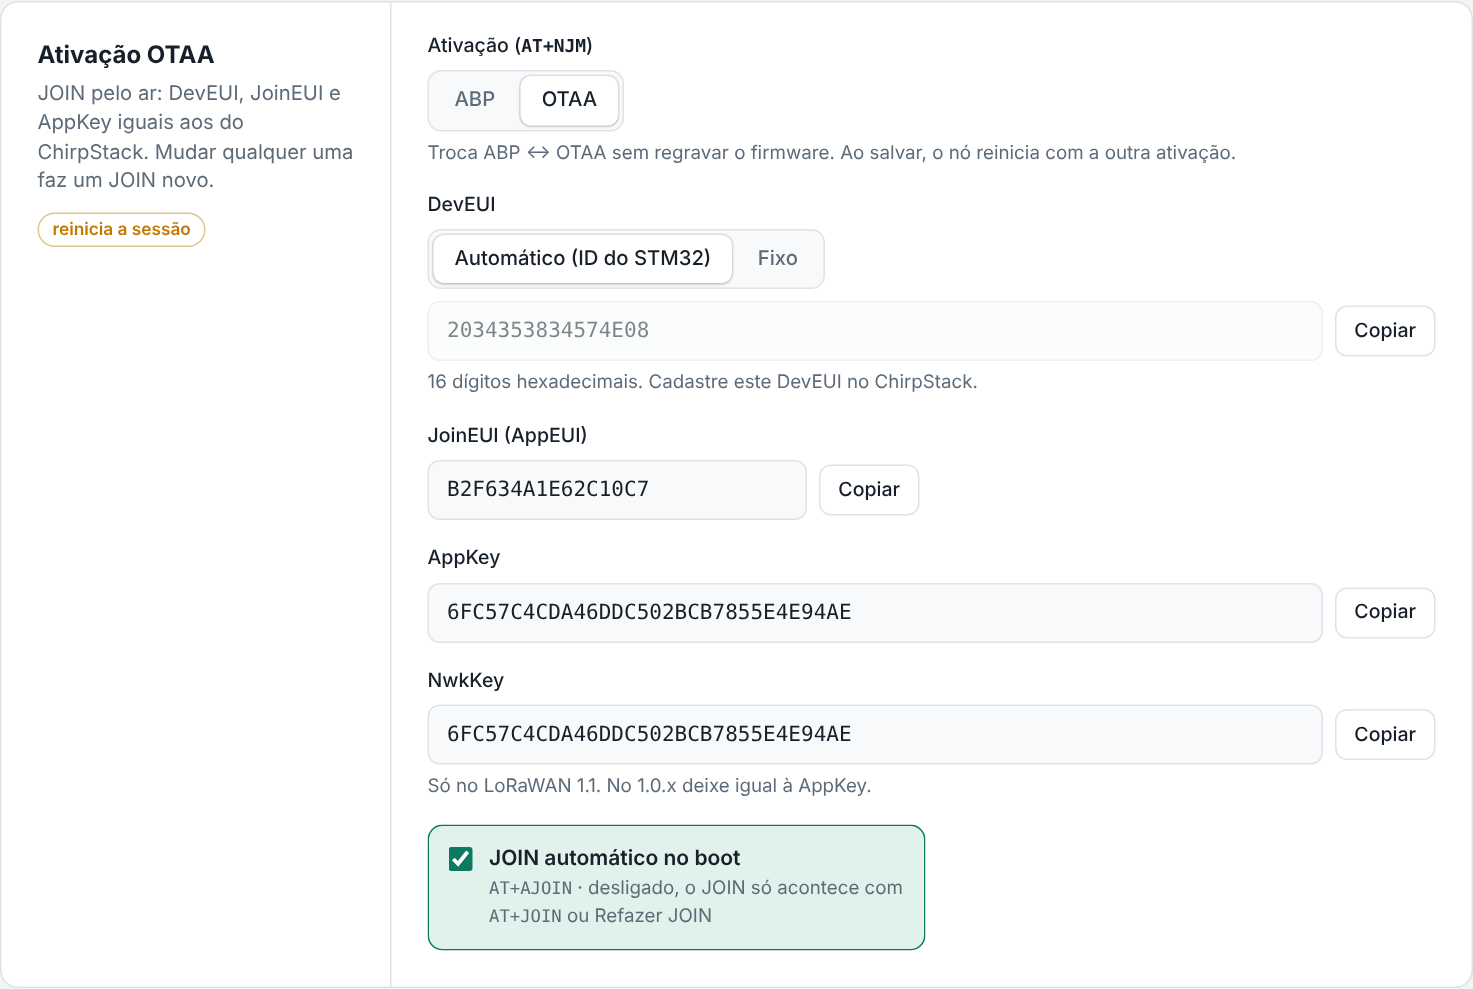 Ativação OTAA
JOIN pelo ar: DevEUI, JoinEUI e
AppKey iguais aos do
ChirpStack. Mudar qualquer uma
faz um JOIN novo.
reinicia a sessão
Ativação (AT+NJM)
ABP OTAA
Troca ABP ↔ OTAA sem regravar o firmware. Ao salvar, o nó reinicia com a outra ativação.
DevEUI
Automático (ID do STM32) Fixo
2034353834574E08 Copiar
16 dígitos hexadecimais. Cadastre este DevEUI no ChirpStack.
JoinEUI (AppEUI)
B2F634A1E62C10C7 Copiar
AppKey
6FC57C4CDA46DDC502BCB7855E4E94AE Copiar
NwkKey
6FC57C4CDA46DDC502BCB7855E4E94AE Copiar
Só no LoRaWAN 1.1. No 1.0.x deixe igual à AppKey.
JOIN automático no boot
AT+AJOIN · desligado, o JOIN só acontece com
AT+JOIN ou Refazer JOIN